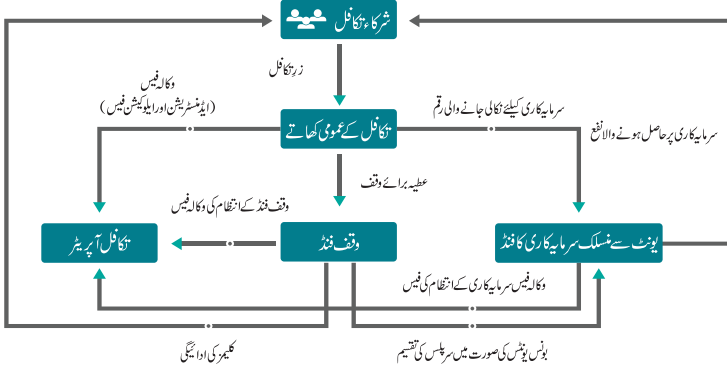 شرکاء تکافل
زرِ تکافل
وکالہ فیس
(ایڈمنسٹریشن اور ایلوکیشن فیس)
تکافل کے عمومی کھاتے
سرمایہ کاری کیلئے نکالی جانے والی رقم
سرمایہ کاری پر حاصل ہونے والا نفع
عطیہ برائے وقف
وقف فنڈ کے انتظام کی وکالہ فیس
یونٹ سے منسلک سرمایہ کاری کا فنڈ
وقف فنڈ
تکافل آپریٹر
وکالہ فیس سرمایہ کاری کے انتظام کی فیس
بونس یونٹس کی صورت میں سرپلس کی تقسیم
کلیمز کی ادائیگی